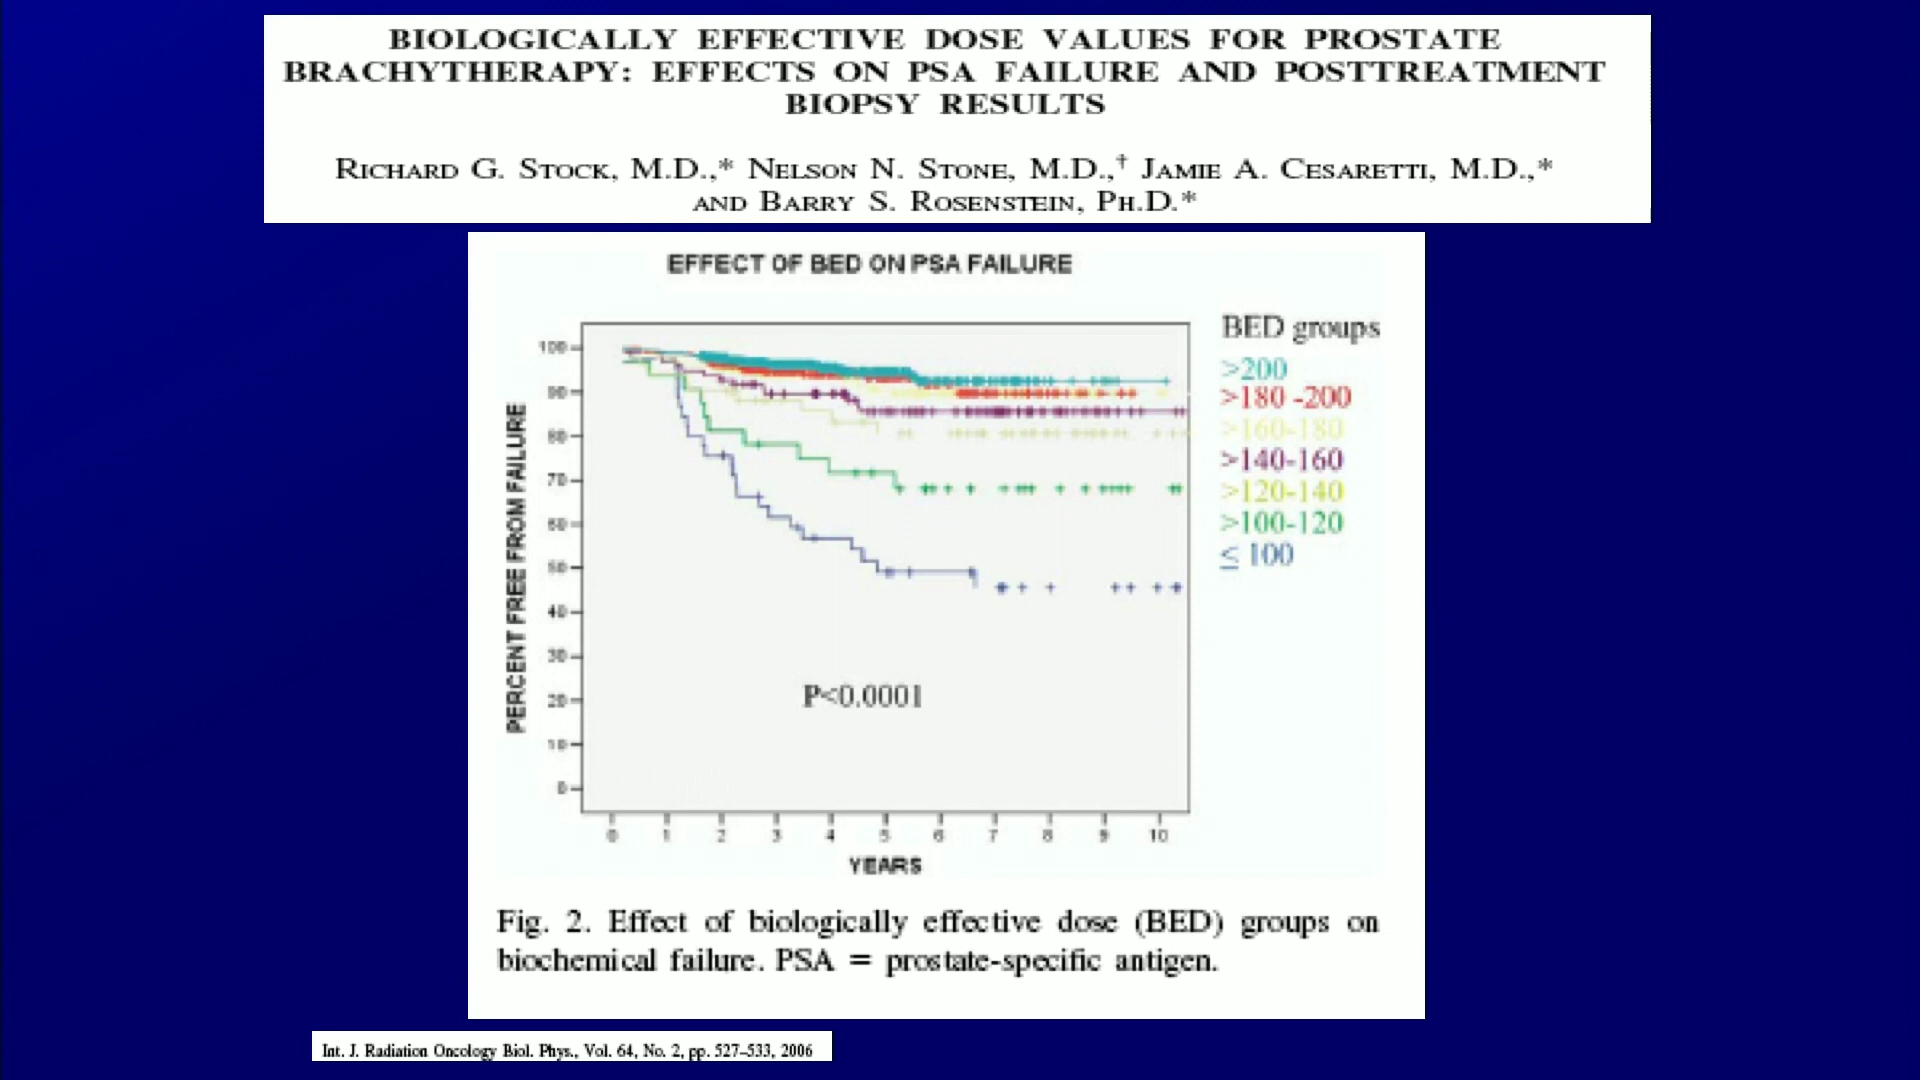 BIOLOGICALLY EFFECTIVE DOSE VALUES FOR PROSTATE
BRACHYTHERAPY: EFFECTS ON PSA FAILURE AND POSTTREATMENT
BIOPSY RESULTS
RICHARD G. STOCK, M.D.,* NELSON N. STONE, M.D.,† JAMIE A. CESARETTI, M.D.,*
AND BARRY S. ROSENSTEIN, PH.D.*
EFFECT OF BED ON PSA FAILURE
PERCENT FREE FROM FAILURE
100
90
80
70
60
50
40
30
20
10
0
P<0.0001
0 1 2 3 4 5 6 7 8 9 10
YEARS
BED groups
>200
>180 -200
>160-180
>140-160
>120-140
>100-120
≤ 100
Fig. 2. Effect of biologically effective dose (BED) groups on
biochemical failure. PSA = prostate-specific antigen.
Int. J. Radiation Oncology Biol. Phys., Vol. 64, No. 2, pp. 527–533, 2006